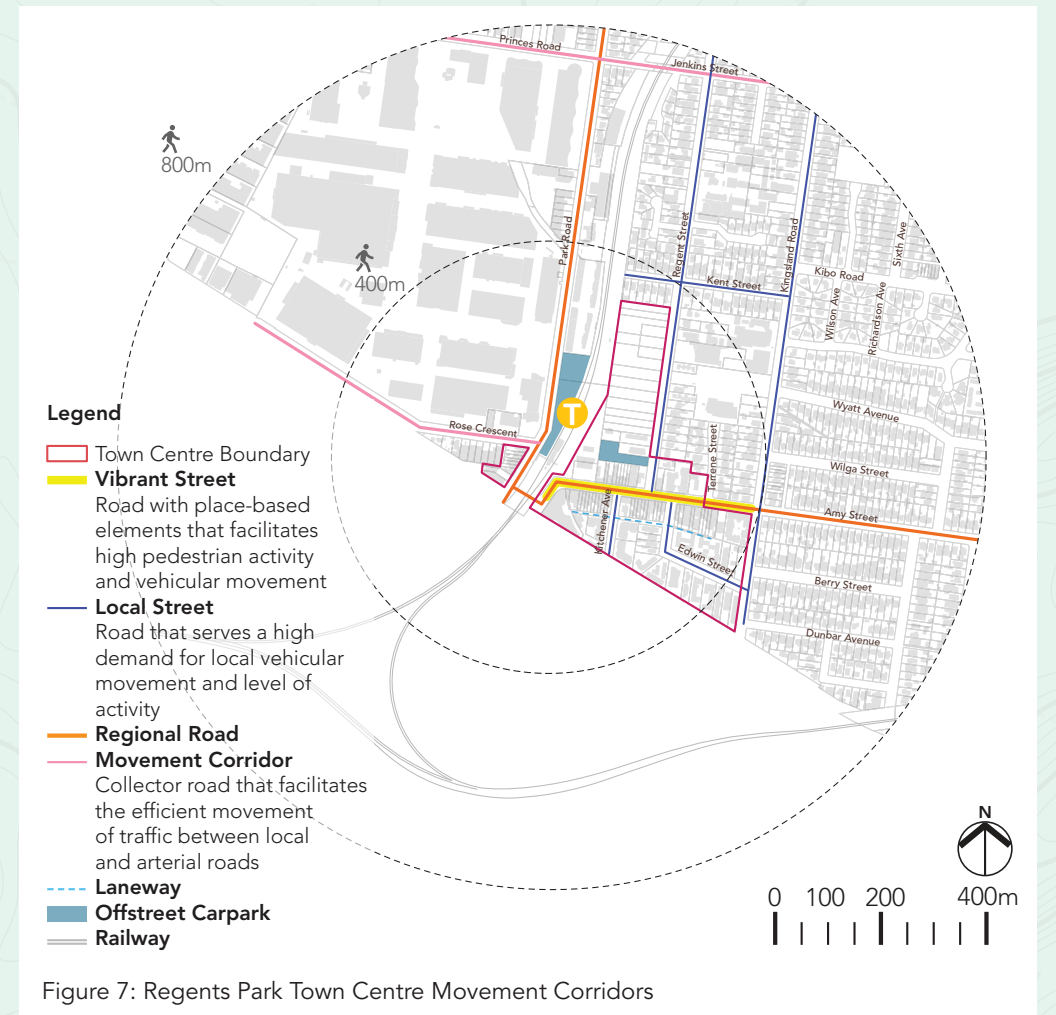 Princes Road
Jenkins Street
800m
400m
Park Road
Regent Street
Kingsland Road
Sixth Ave
Kent Street
Kibo Road
Wilson Ave
Richardson Ave
T
Wyatt Avenue
Rose Crescent
Terrene Street
Wilga Street
Amy Street
Kitchener Ave
Edwin Street
Berry Street
Dunbar Avenue
Legend
Town Centre Boundary
Vibrant Street
Road with place-based
elements that facilitates
high pedestrian activity
and vehicular movement
Local Street
Road that serves a high
demand for local vehicular
movement and level of
activity
Regional Road
Movement Corridor
Collector road that facilitates
the efficient movement
of traffic between local
and arterial roads
Laneway
Offstreet Carpark
Railway
N
0 100 200 400m
Figure 7: Regents Park Town Centre Movement Corridors